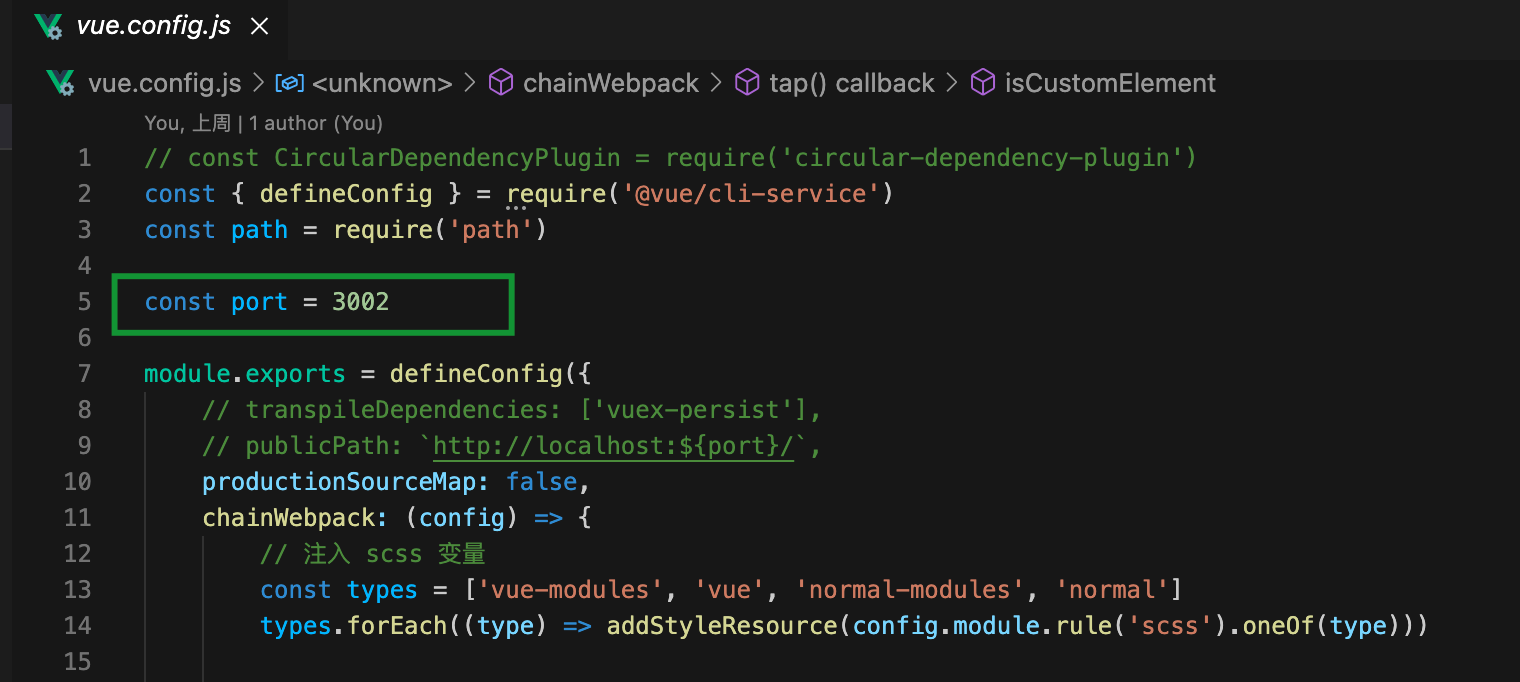 vue.config.js
vue.config.js > <unknown> > chainWebpack > tap() callback > isCustomElement
You, 上周 | 1 author (You)
1 // const CircularDependencyPlugin = require('circular-dependency-plugin')
2 const { defineConfig } = require('@vue/cli-service')
3 const path = require('path')
4
5 const port = 3002
6
7 module.exports = defineConfig({
8 // transpileDependencies: ['vuex-persist'],
9 // publicPath: `http://localhost:${port}/`,
10 productionSourceMap: false,
11 chainWebpack: (config) => {
12 // 注入 scss 变量
13 const types = ['vue-modules', 'vue', 'normal-modules', 'normal']
14 types.forEach((type) => addStyleResource(config.module.rule('scss').oneOf(type)))
15